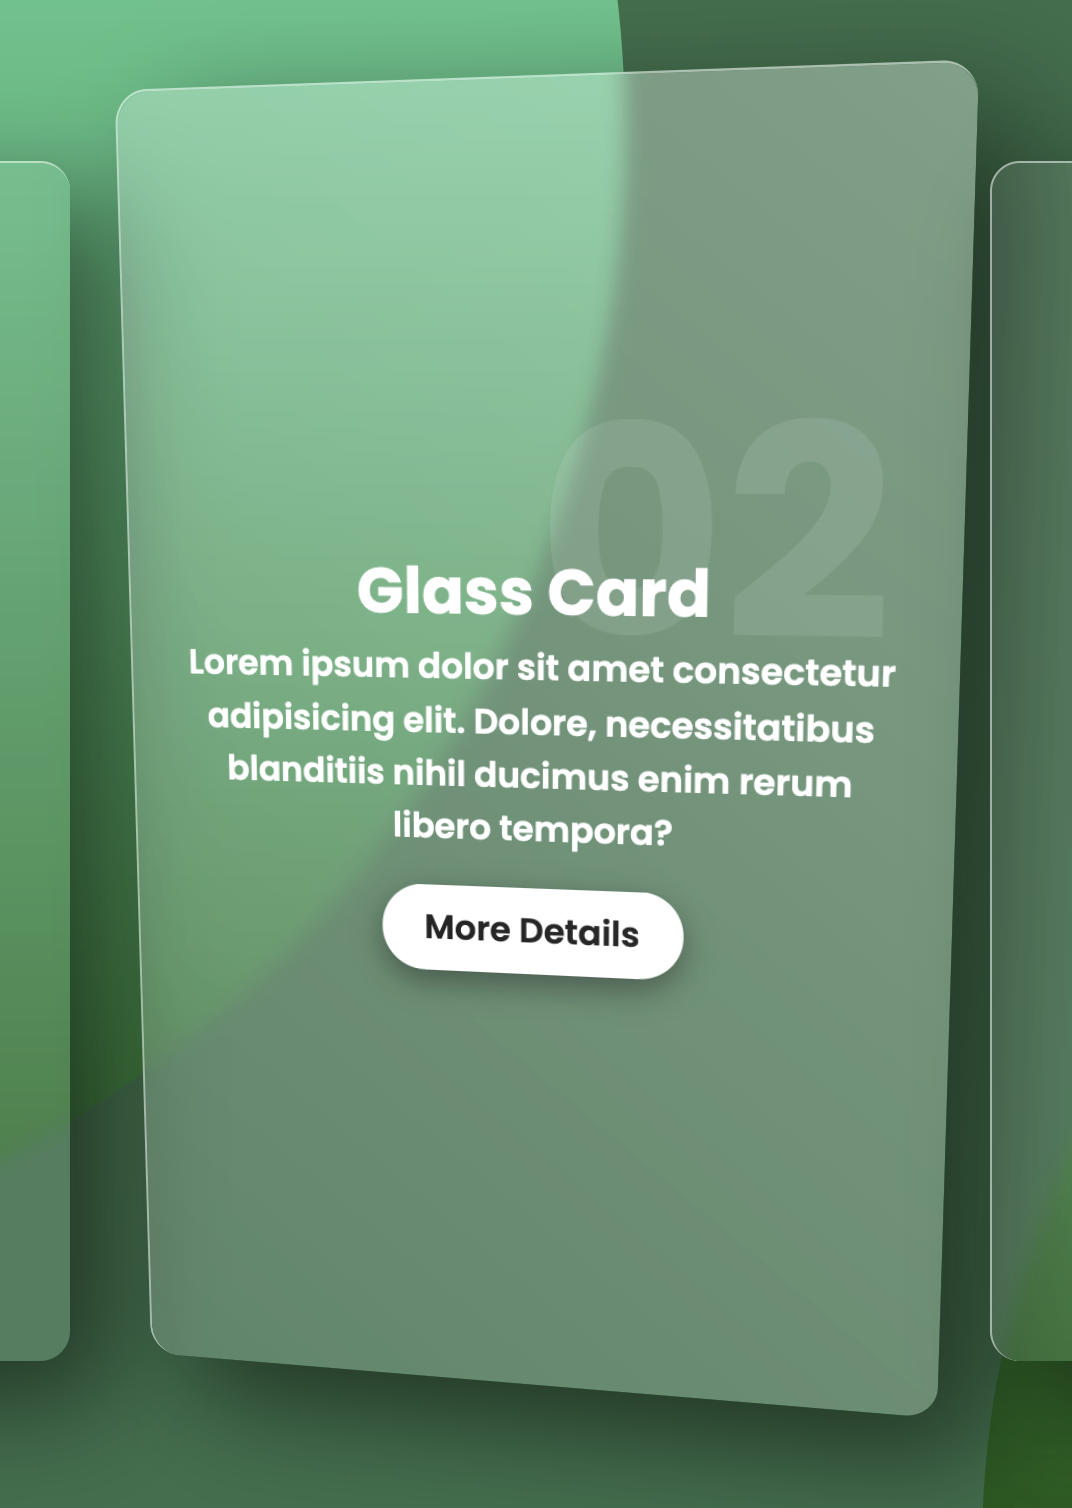 02
Glass Card
Lorem ipsum dolor sit amet consectetur
adipisicing elit. Dolore, necessitatibus
blanditiis nihil ducimus enim rerum
libero tempora?
More Details